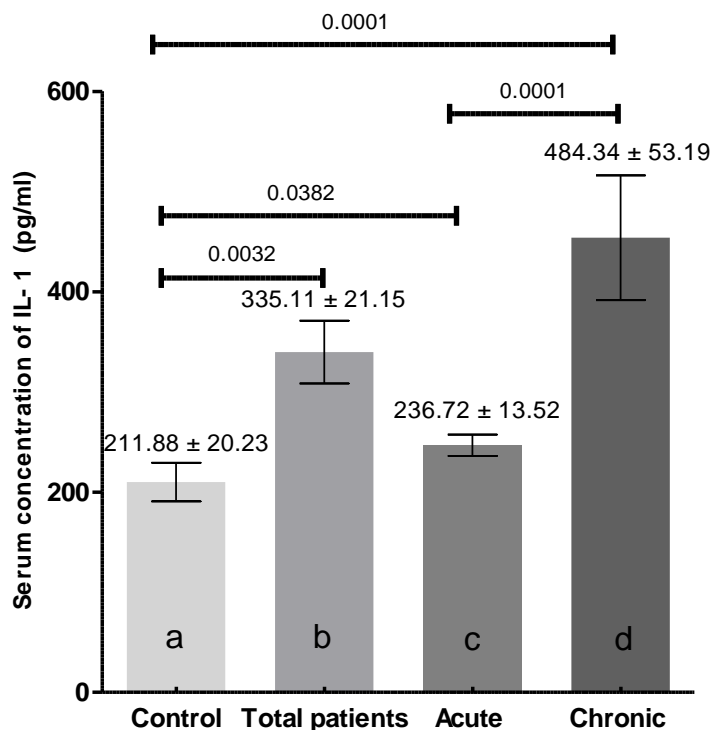 0.0001
0.0001
600
484.34 ± 53.19
0.0382
0.0032
400
335.11 ± 21.15
236.72 ± 13.52
211.88 ± 20.23
200
Serum concentration of IL- 1 (pg/ml)
a b c d
0
Control Total patients Acute Chronic